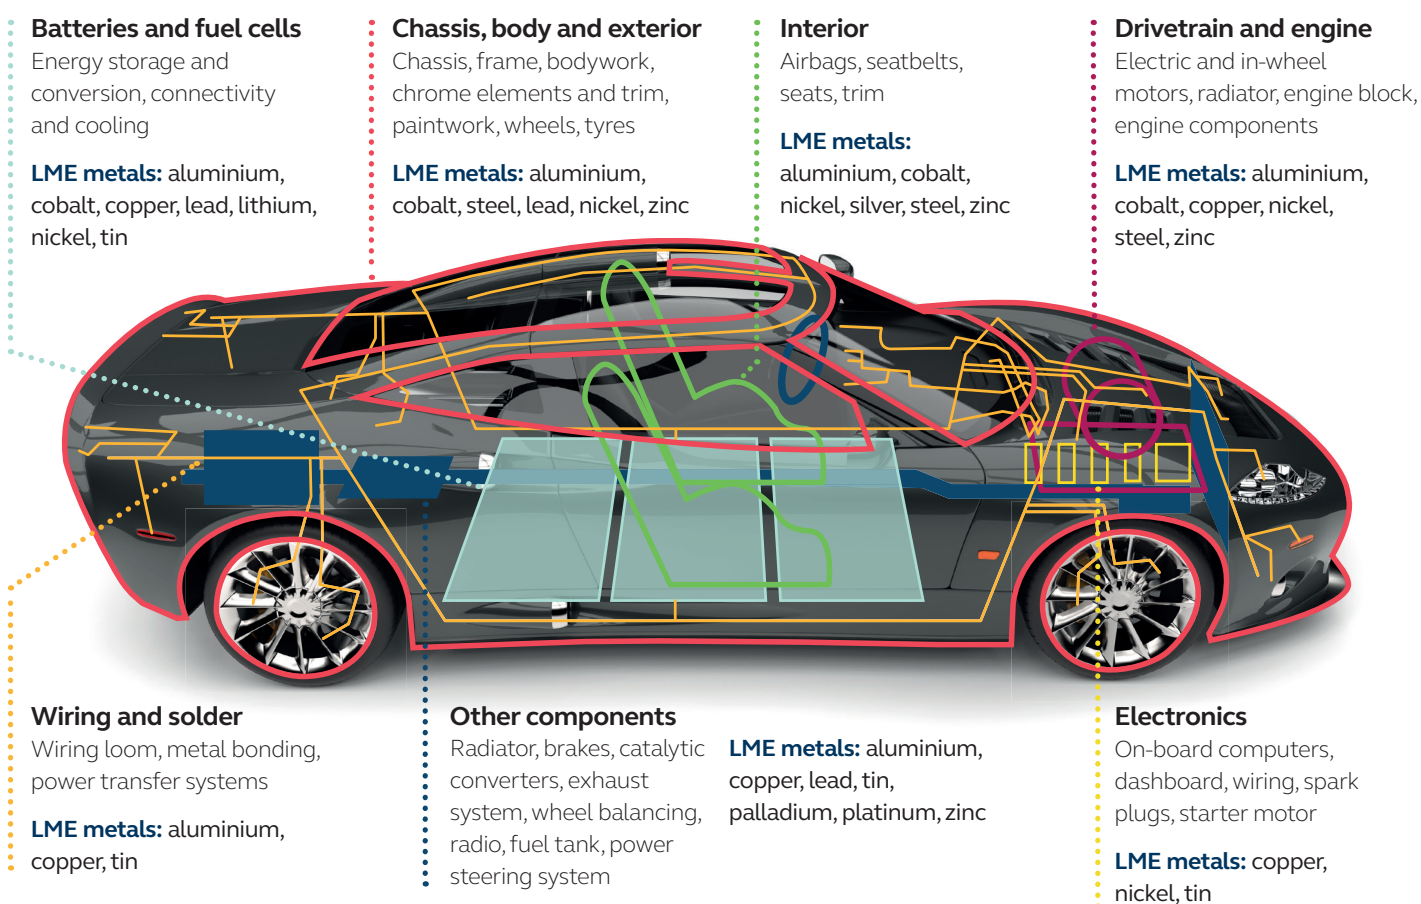 Batteries and fuel cells
Energy storage and
conversion, connectivity
and cooling
LME metals: aluminium,
cobalt, copper, lead, lithium,
nickel, tin
Chassis, body and exterior
Chassis, frame, bodywork,
chrome elements and trim,
paintwork, wheels, tyres
LME metals: aluminium,
cobalt, steel, lead, nickel, zinc
Interior
Airbags, seatbelts,
seats, trim
LME metals:
aluminium, cobalt,
nickel, silver, steel, zinc
Drivetrain and engine
Electric and in-wheel
motors, radiator, engine block,
engine components
LME metals: aluminium,
cobalt, copper, nickel,
steel, zinc
Wiring and solder
Wiring loom, metal bonding,
power transfer systems
LME metals: aluminium,
copper, tin
Other components
Radiator, brakes, catalytic
converters, exhaust
system, wheel balancing,
radio, fuel tank, power
steering system
LME metals: aluminium,
copper, lead, tin,
palladium, platinum, zinc
Electronics
On-board computers,
dashboard, wiring, spark
plugs, starter motor
LME metals: copper,
nickel, tin